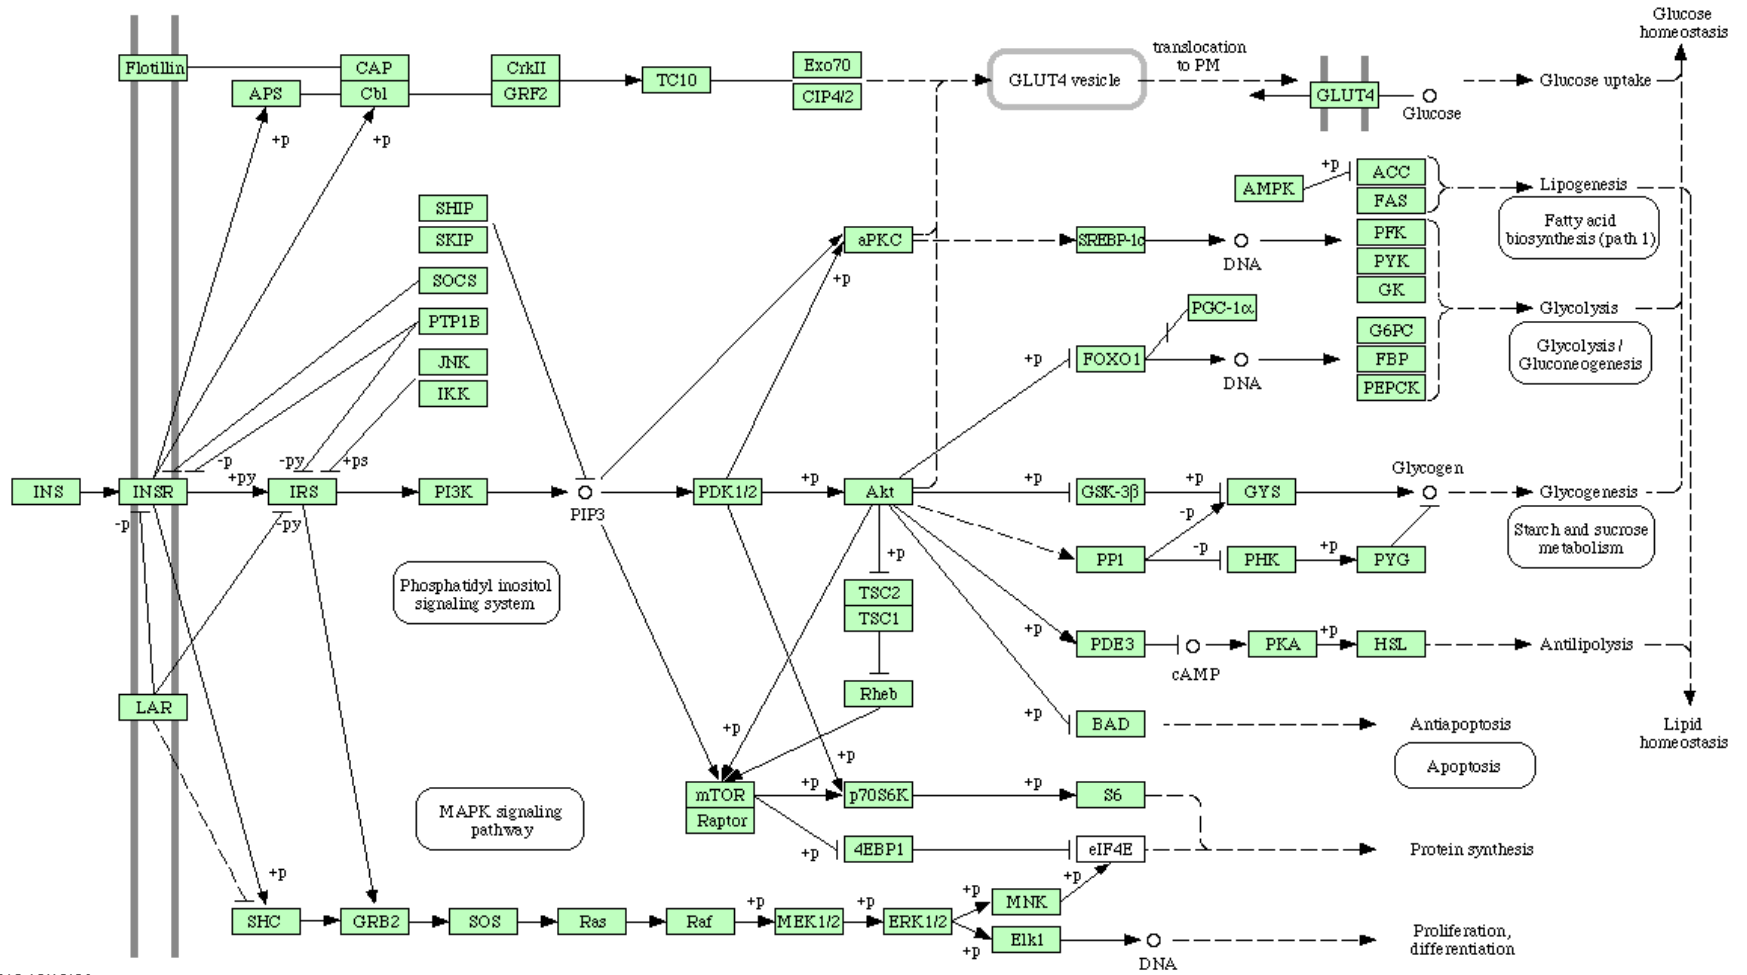 Glucose
homeostasis
Flotillin
CAP
CrkII
TC10
Exo70
GLUT4 vesicle
translocation
to PM
GLUT4
Glucose uptake
APS
Cbl
GRF2
CIP4/2
Glucose
+p
+p
SHIP
SKIP
SOCS
PTP1B
JNK
IKK
aPKC
+p
SREBP-1c
DNA
AMPK
+p
ACC
FAS
Lipogenesis
Fatty acid
biosynthesis (path 1)
PFK
PYK
GK
PGC-1α
Glycolysis
G6PC
FBP
PEPCK
Glycolysis /
Gluconeogenesis
+p
FOXO1
DNA
-p
-py
+ps
+py
INS
INSR
IRS
PI3K
PIP3
PDK1/2
+p
Akt
+p
GSK-3β
+p
GYS
Glycogen
Glycogenesis
-p
-py
-p
Starch and sucrose
metabolism
PP1
-p
PHK
+p
PYG
+p
Phosphatidyl inositol
signaling system
TSC2
TSC1
+p
PDE3
cAMP
PKA
+p
HSL
Antilipolysis
LAR
Rheb
+p
+p
BAD
Antiapoptosis
Lipid
homeostasis
Apoptosis
+p
mTOR
Raptor
+p
p70S6K
+p
S6
MAPK signaling
pathway
+p
4EBP1
eIF4E
Protein synthesis
+p
SHC
GRB2
SOS
Ras
Raf
+p
MEK1/2
+p
ERK1/2
+p
MNK
+p
+p
Elk1
DNA
Proliferation,
differentiation